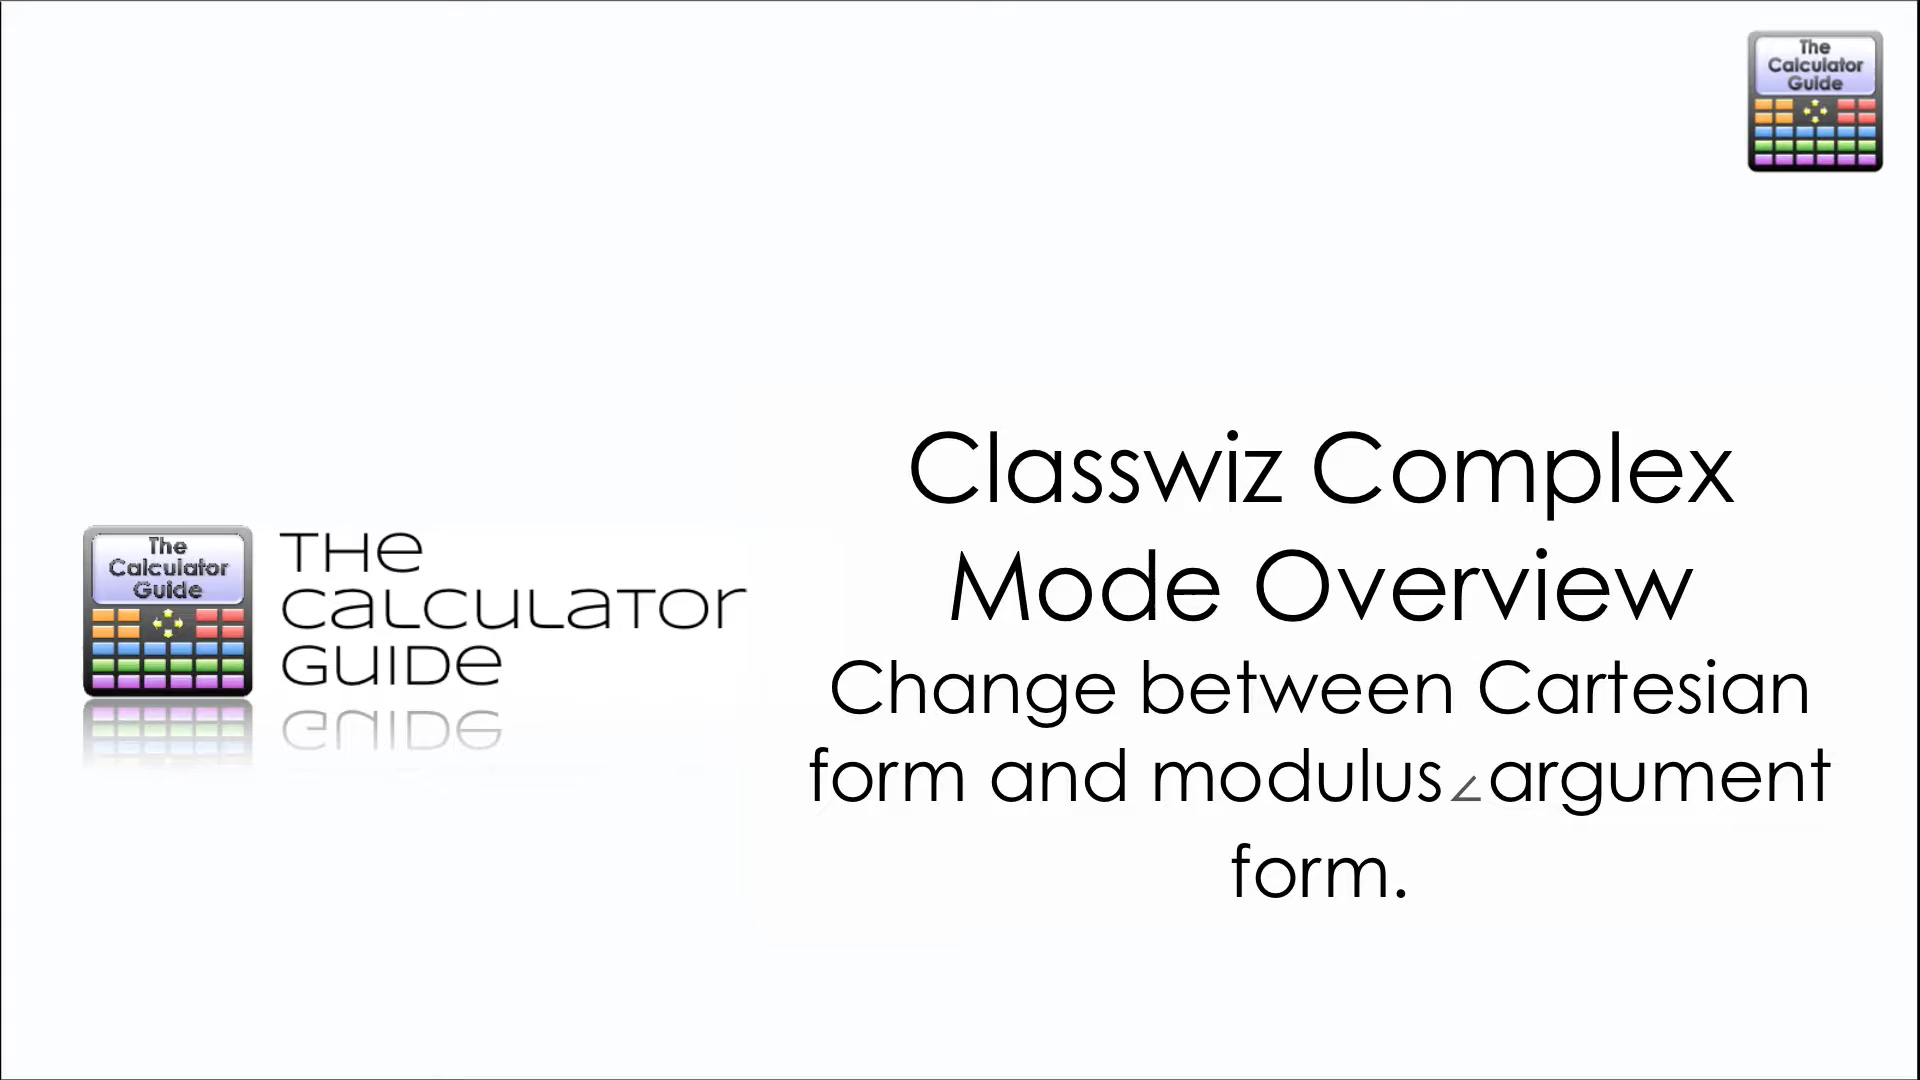 The
Calculator
Guide
Classwiz Complex
Mode Overview
Change between Cartesian
form and modulus∠argument
form.
The
Calculator
Guide
THe
CaLCULaTOr
GUIDe